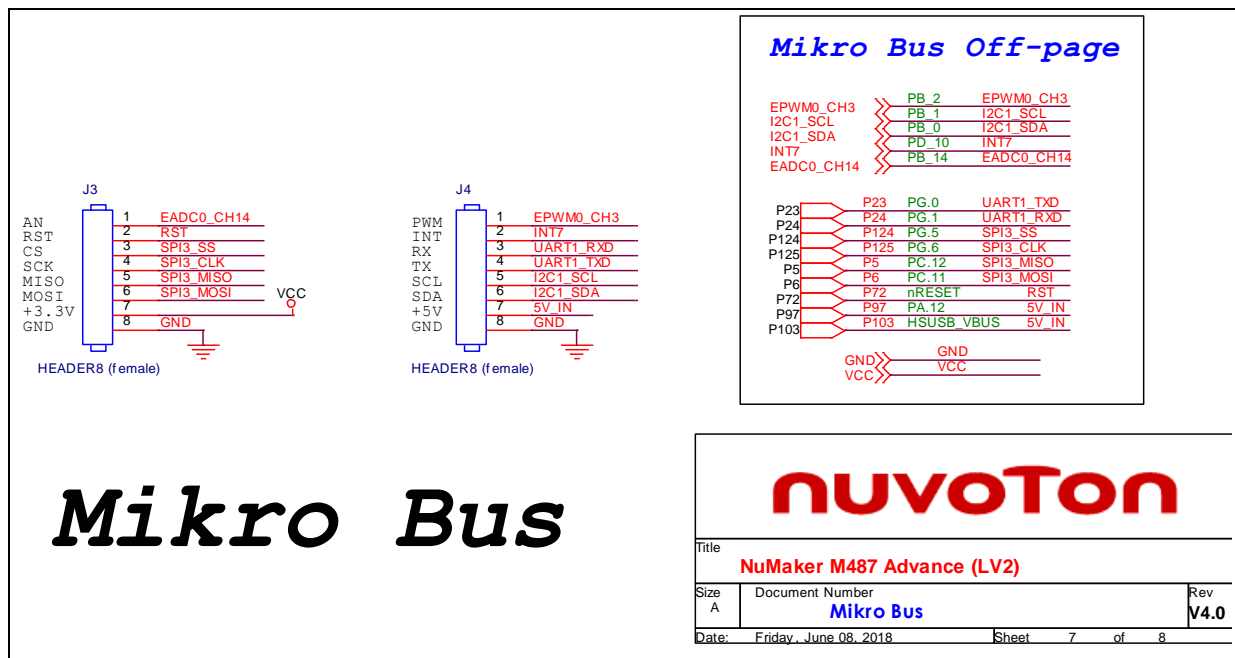 Mikro Bus Off-page
EPWM0_CH3 PB_2 EPWM0_CH3
I2C1_SCL PB_1 I2C1_SCL
I2C1_SDA PB_0 I2C1_SDA
INT7 PD_10 INT7
EADC0_CH14 PB_14 EADC0_CH14
P23 P23 PG.0 UART1_TXD
P24 P24 PG.1 UART1_RXD
P124 P124 PG.5 SPI3_SS
P125 P125 PG.6 SPI3_CLK
P5 P5 PC.12 SPI3_MISO
P6 P6 PC.11 SPI3_MOSI
P72 P72 nRESET RST
P97 P97 PA.12 5V_IN
P103 P103 HSUSB_VBUS 5V_IN
GND GND
VCC VCC
J3
AN 1 EADC0_CH14
RST 2 RST
CS 3 SPI3_SS
SCK 4 SPI3_CLK
MISO 5 SPI3_MISO
MOSI 6 SPI3_MOSI
+3.3V 7 VCC
GND 8 GND
HEADER8 (female)
J4
PWM 1 EPWM0_CH3
INT 2 INT7
RX 3 UART1_RXD
TX 4 UART1_TXD
SCL 5 I2C1_SCL
SDA 6 I2C1_SDA
+5V 7 5V_IN
GND 8 GND
HEADER8 (female)
Mikro Bus
nuvoTon
Title
NuMaker M487 Advance (LV2)
Size Document Number Rev
A Mikro Bus V4.0
Date: Friday, June 08, 2018 Sheet 7 of 8